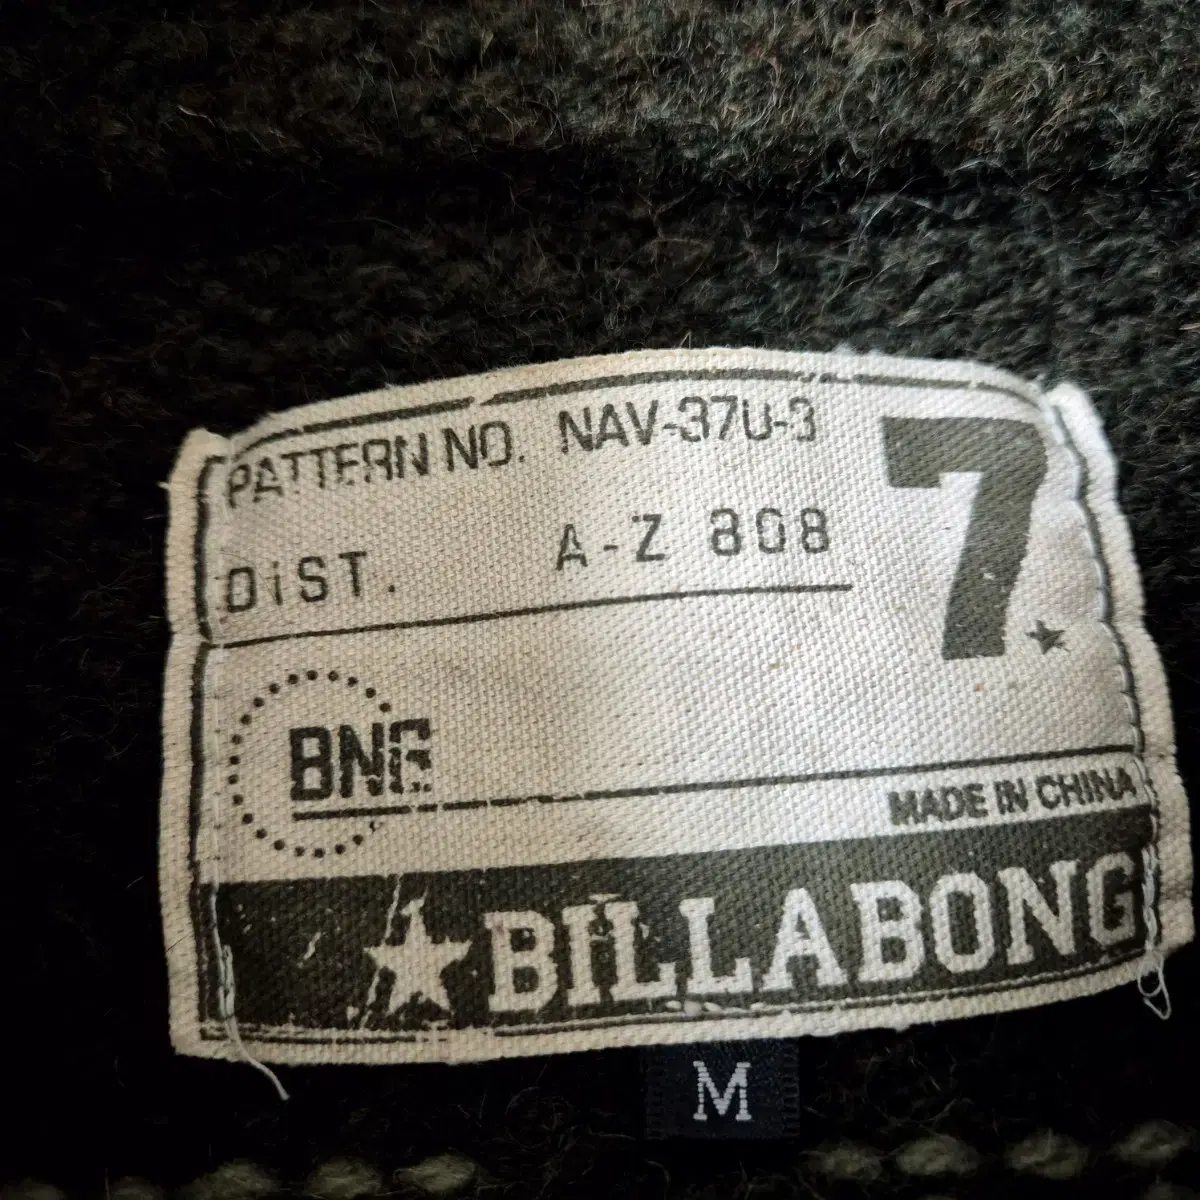 PATTERN NO. NAV-37U-3
DiST. A-Z 808
7.
BNG
MADE IN CHINA
BILLABONG
M